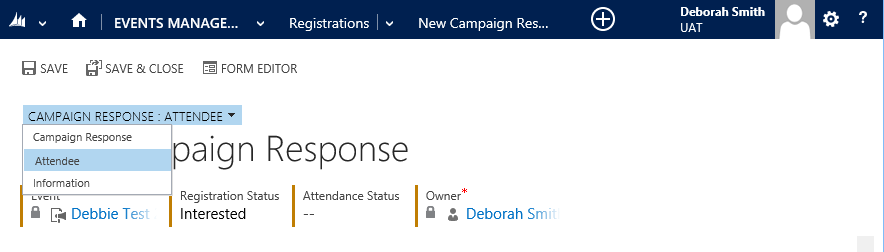 Deborah Smith
EVENTS MANAGE... Registrations New Campaign Res... ?
UAT
SAVE SAVE & CLOSE FORM EDITOR
CAMPAIGN RESPONSE : ATTENDEE
Campaign Response
paign Response
Attendee
Information
Event Registration Status Attendance Status Owner*
Debbie Test Interested -- Deborah Smit